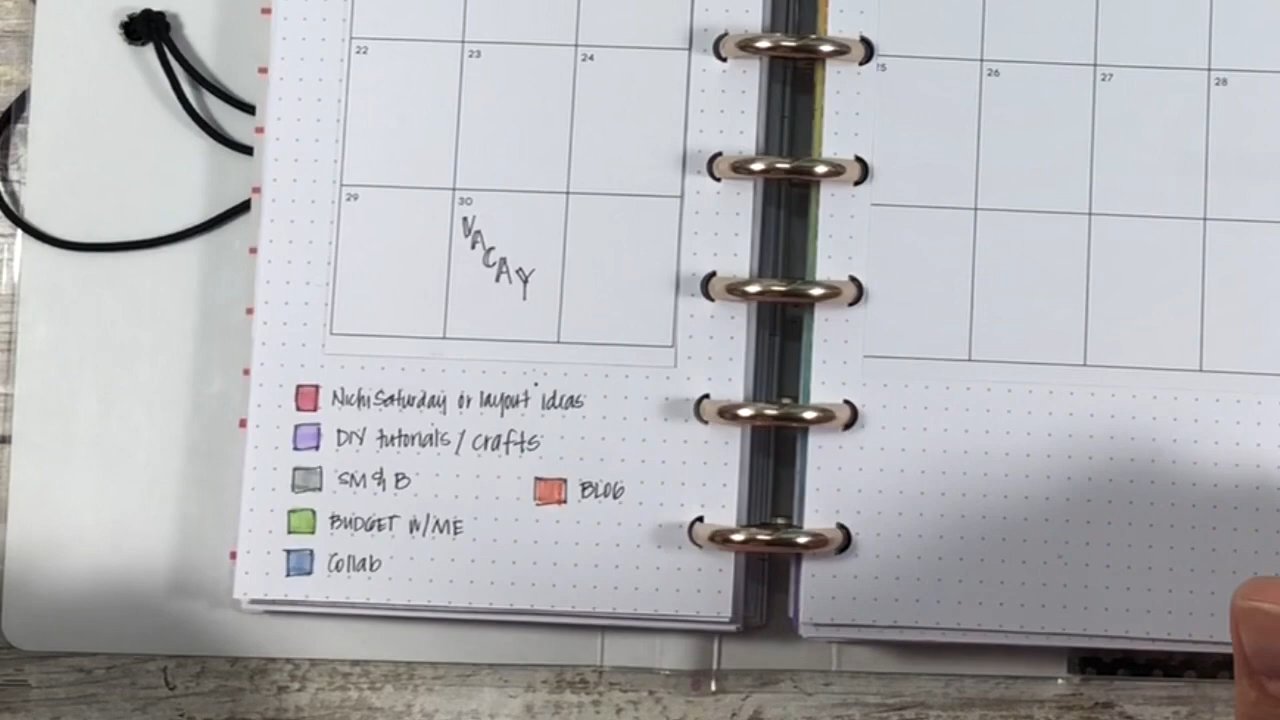 22 23 24
25 26 27 28
29 30
VACAY
Nichi Saturday or layout ideas
DIY tutorials / crafts
SM & B
BLOG
BUDGET W/ME
Collab